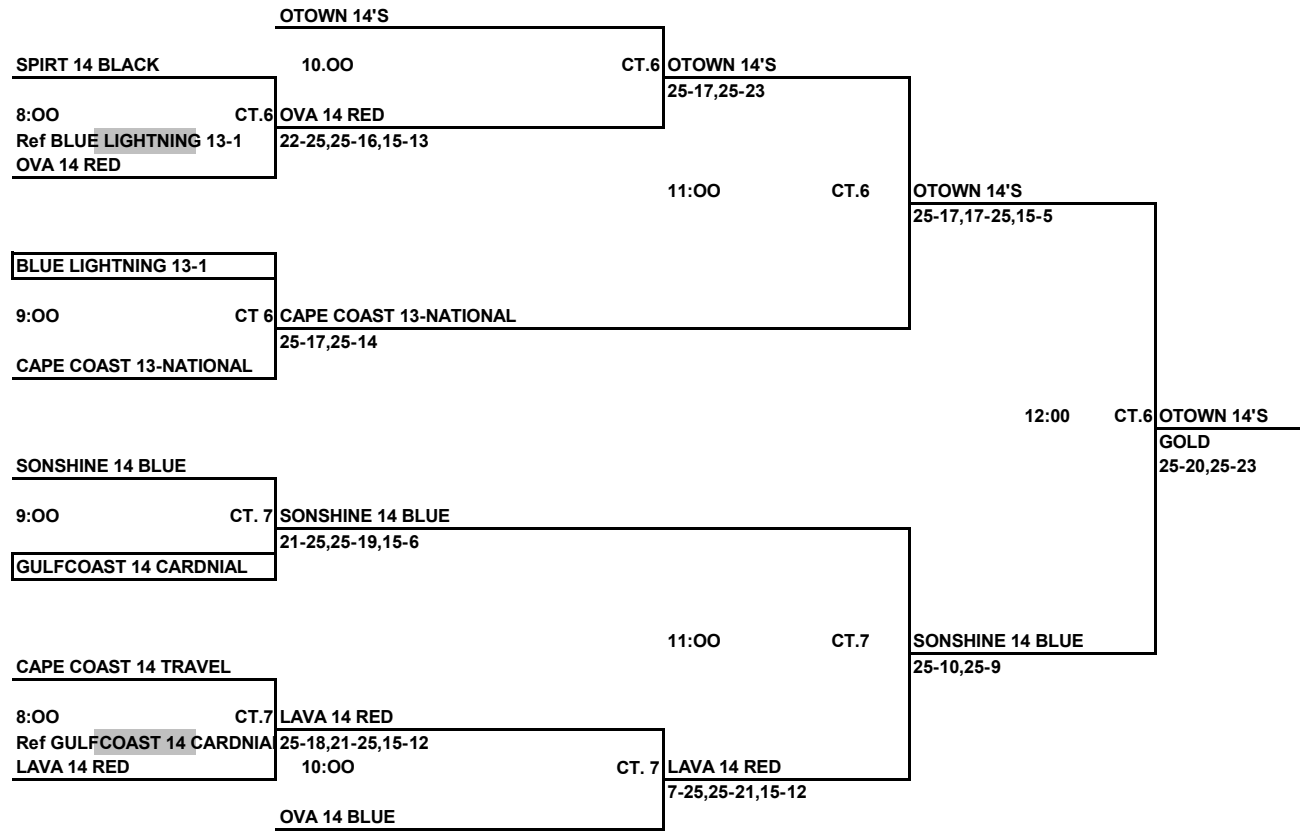 OTOWN 14'S
SPIRT 14 BLACK 10.OO CT.6 OTOWN 14'S
25-17,25-23
8:OO CT.6 OVA 14 RED
Ref BLUE LIGHTNING 13-1 22-25,25-16,15-13
OVA 14 RED
11:OO CT.6 OTOWN 14'S
25-17,17-25,15-5
BLUE LIGHTNING 13-1
9:OO CT 6 CAPE COAST 13-NATIONAL
25-17,25-14
CAPE COAST 13-NATIONAL
12:00 CT.6 OTOWN 14'S
GOLD
SONSHINE 14 BLUE 25-20,25-23
9:OO CT. 7 SONSHINE 14 BLUE
21-25,25-19,15-6
GULFCOAST 14 CARDNIAL
11:OO CT.7 SONSHINE 14 BLUE
CAPE COAST 14 TRAVEL 25-10,25-9
8:OO CT.7 LAVA 14 RED
Ref GULFCOAST 14 CARDNIAL 25-18,21-25,15-12
LAVA 14 RED 10:OO CT. 7 LAVA 14 RED
7-25,25-21,15-12
OVA 14 BLUE